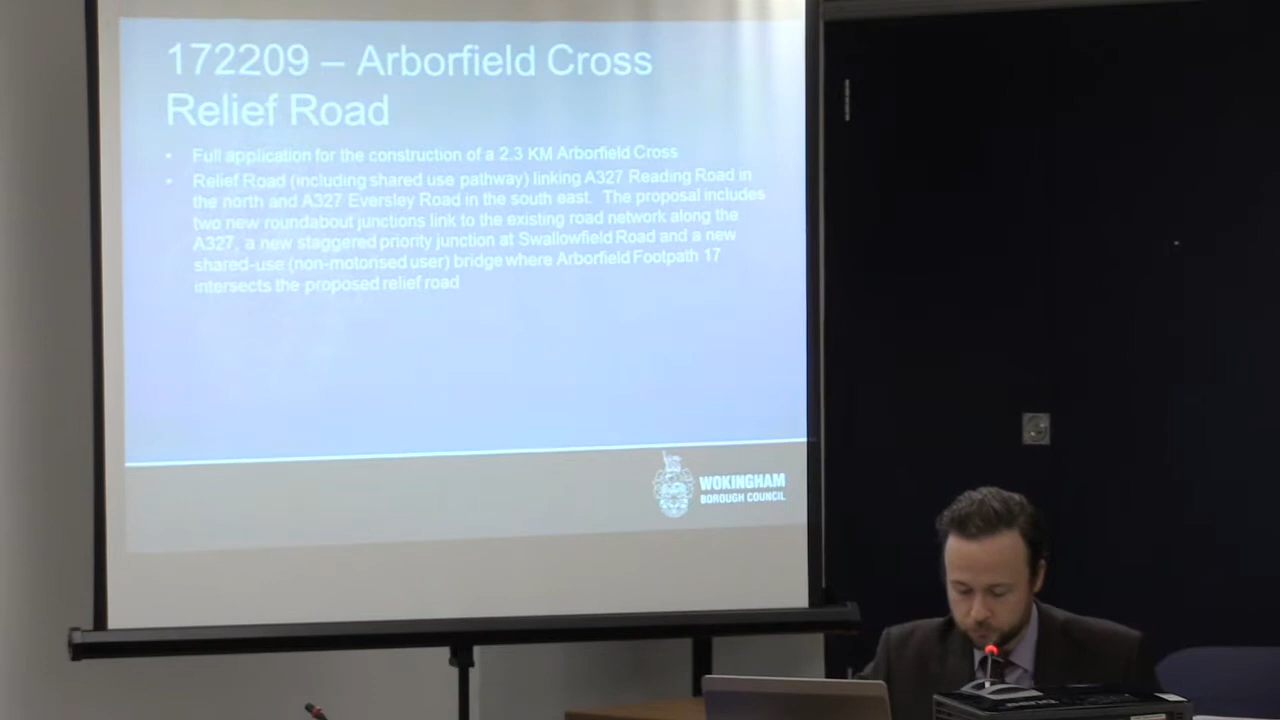 172209 – Arborfield Cross
Relief Road
• Full application for the construction of a 2.3 KM Arborfield Cross
• Relief Road (including shared use pathway) linking A327 Reading Road in
the north and A327 Eversley Road in the south east. The proposal includes
two new roundabout junctions link to the existing road network along the
A327, a new staggered priority junction at Swallowfield Road and a new
shared-use (non-motorised user) bridge where Arborfield Footpath 17
intersects the proposed relief road
WOKINGHAM
BOROUGH COUNCIL